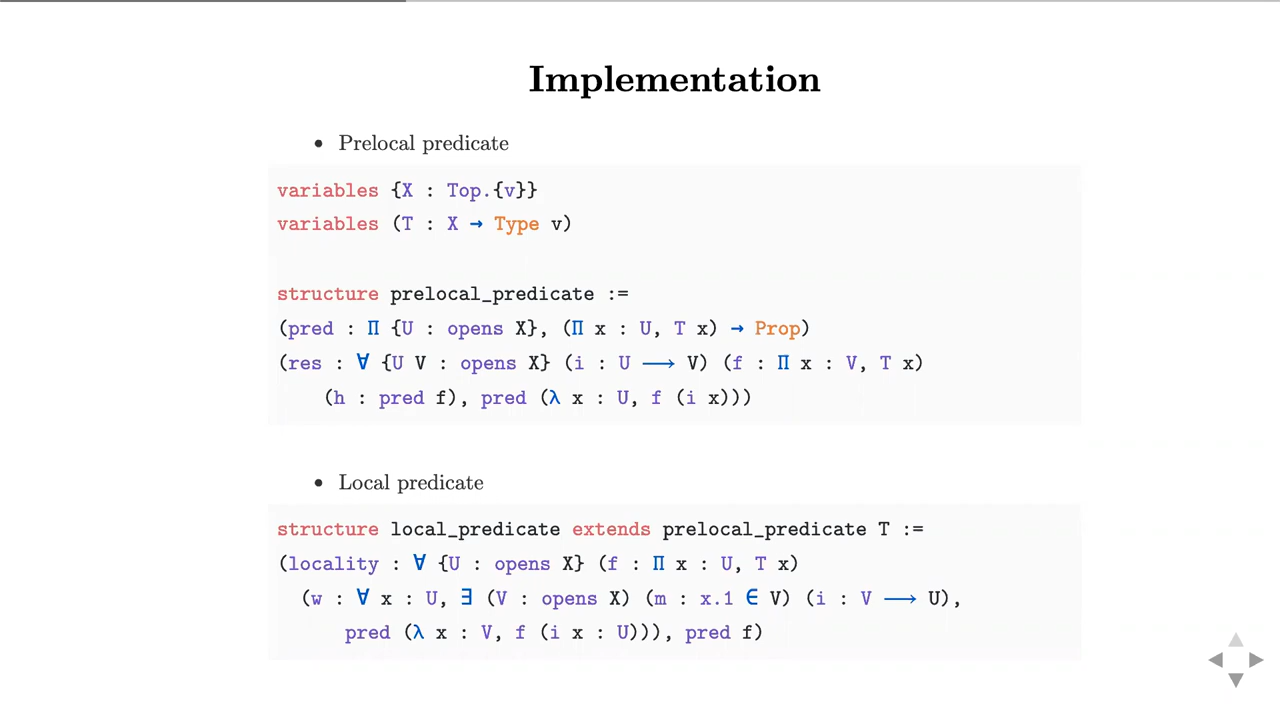 Implementation
• Prelocal predicate
variables {X : Top.{v}}
variables (T : X → Type v)
structure prelocal_predicate :=
(pred : Π {U : opens X}, (Π x : U, T x) → Prop)
(res : ∀ {U V : opens X} (i : U ⟶ V) (f : Π x : V, T x)
(h : pred f), pred (λ x : U, f (i x)))
• Local predicate
structure local_predicate extends prelocal_predicate T :=
(locality : ∀ {U : opens X} (f : Π x : U, T x)
(w : ∀ x : U, ∃ (V : opens X) (m : x.1 ∈ V) (i : V ⟶ U),
pred (λ x : V, f (i x : U))), pred f)